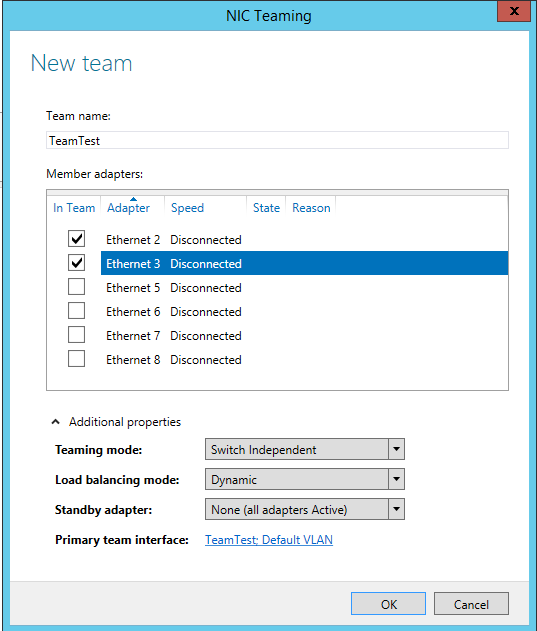 NIC Teaming
x
New team
Team name:
TeamTest
Member adapters:
In Team Adapter Speed State Reason
Ethernet 2 Disconnected
Ethernet 3 Disconnected
Ethernet 5 Disconnected
Ethernet 6 Disconnected
Ethernet 7 Disconnected
Ethernet 8 Disconnected
Additional properties
Teaming mode: Switch Independent
Load balancing mode: Dynamic
Standby adapter: None (all adapters Active)
Primary team interface: TeamTest; Default VLAN
OK Cancel